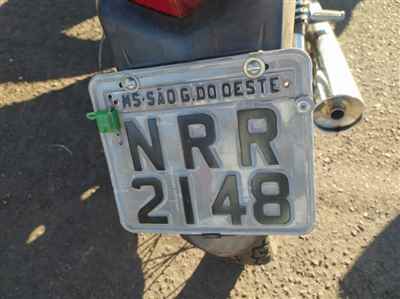 MS-SÃO G.DO OESTE
NRR
2148